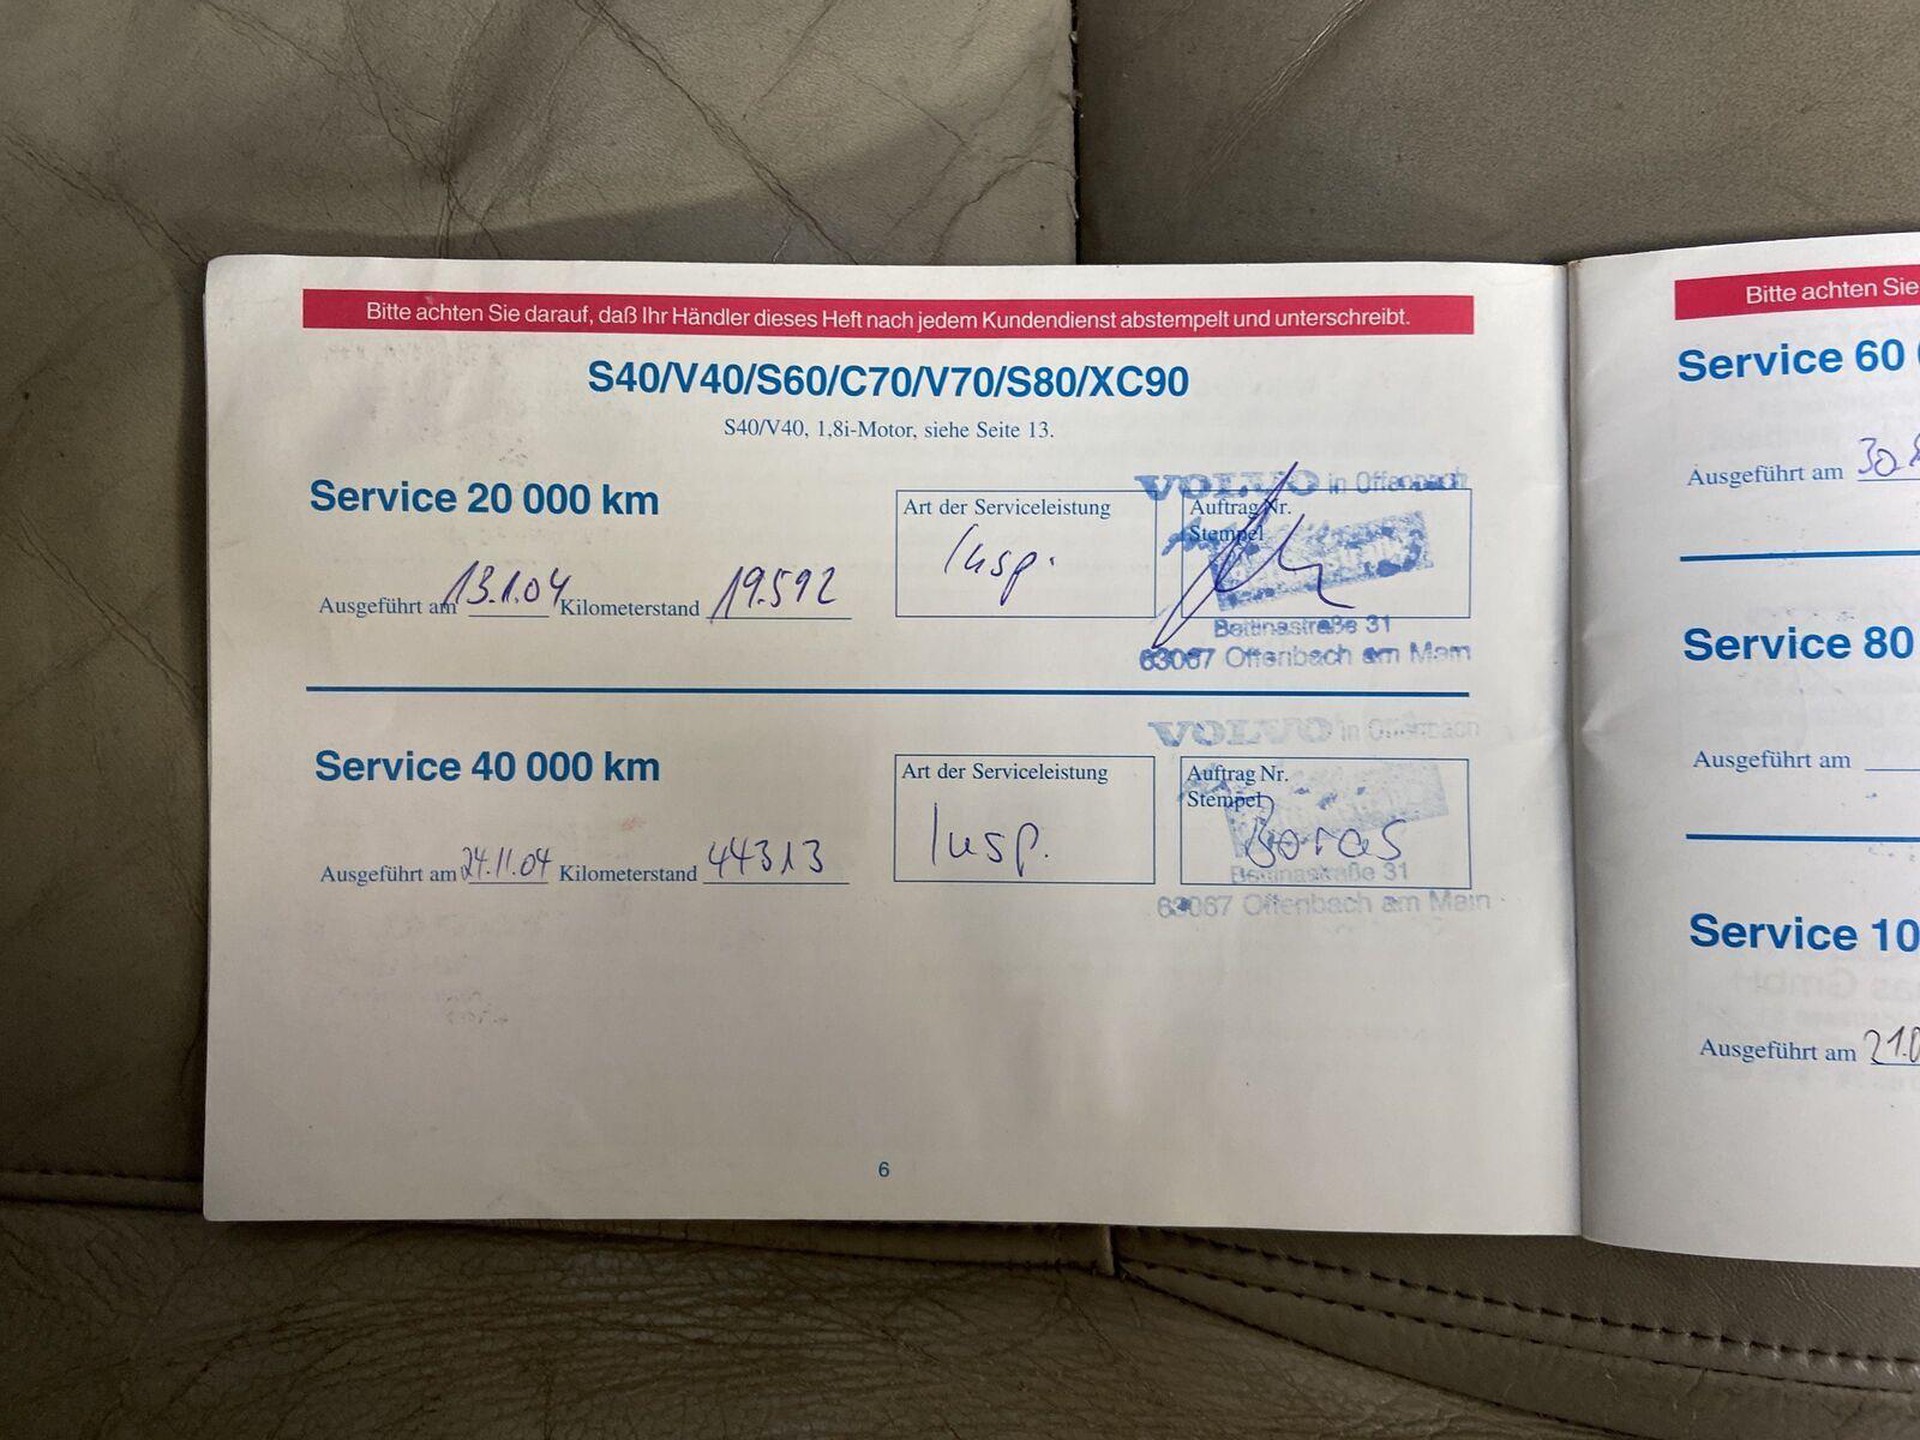 Bitte achten Sie darauf, daß Ihr Händler dieses Heft nach jedem Kundendienst abstempelt und unterschreibt.
S40/V40/S60/C70/V70/S80/XC90
S40/V40, 1,8i-Motor, siehe Seite 13.
Service 20 000 km
Ausgeführt am 13.1.04 Kilometerstand 19.592
Art der Serviceleistung
Insp.
VOLVO in Offenbach
Auftrag Nr.
Stempel
Bettinastraße 31
63067 Offenbach am Main
Service 40 000 km
Ausgeführt am 24.11.04 Kilometerstand 44313
Art der Serviceleistung
Insp.
VOLVO in Offenbach
Auftrag Nr.
Stempel
Boras
Bettinastraße 31
63067 Offenbach am Main
6
Bitte achten Sie
Service 60
Ausgeführt am 30.
Service 80
Ausgeführt am
Service 10
Ausgeführt am 21.0